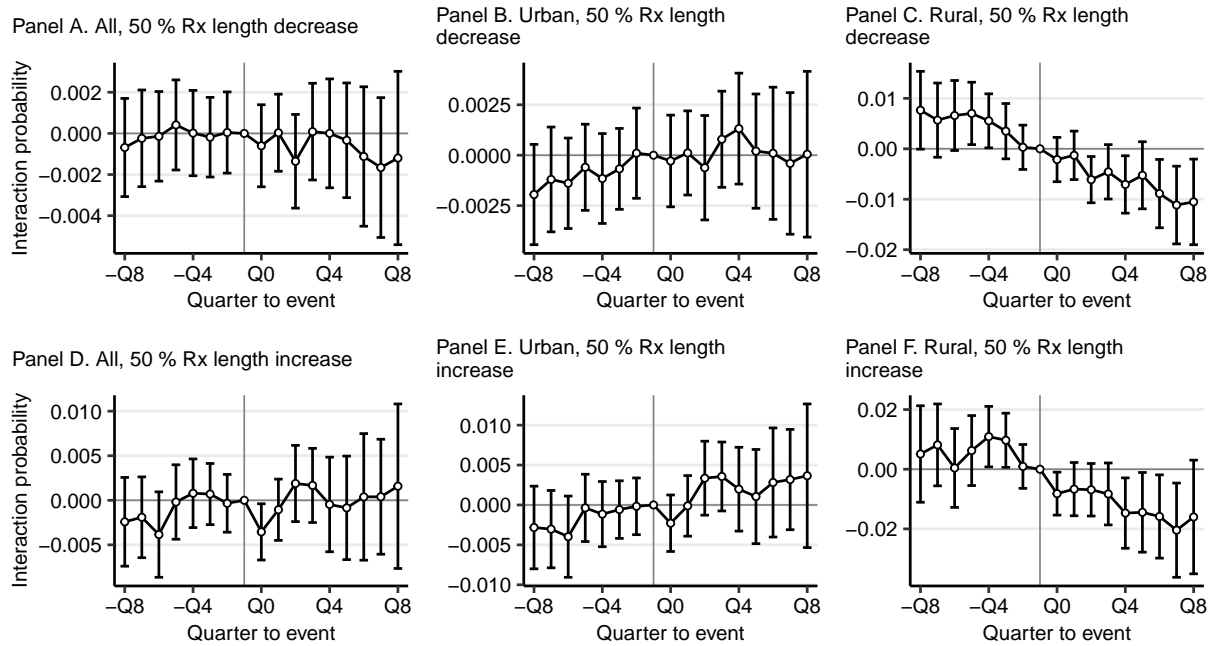 Panel A. All, 50 % Rx length decrease
Interaction probability
0.002
0.000
−0.002
−0.004
−Q8
−Q4
Q0
Q4
Q8
Quarter to event
Panel B. Urban, 50 % Rx length
decrease
0.0025
0.0000
−0.0025
−Q8
−Q4
Q0
Q4
Q8
Quarter to event
Panel C. Rural, 50 % Rx length
decrease
0.01
0.00
−0.01
−0.02
−Q8
−Q4
Q0
Q4
Q8
Quarter to event
Panel D. All, 50 % Rx length increase
Interaction probability
0.010
0.005
0.000
−0.005
−Q8
−Q4
Q0
Q4
Q8
Quarter to event
Panel E. Urban, 50 % Rx length
increase
0.010
0.005
0.000
−0.005
−0.010
−Q8
−Q4
Q0
Q4
Q8
Quarter to event
Panel F. Rural, 50 % Rx length
increase
0.02
0.00
−0.02
−Q8
−Q4
Q0
Q4
Q8
Quarter to event